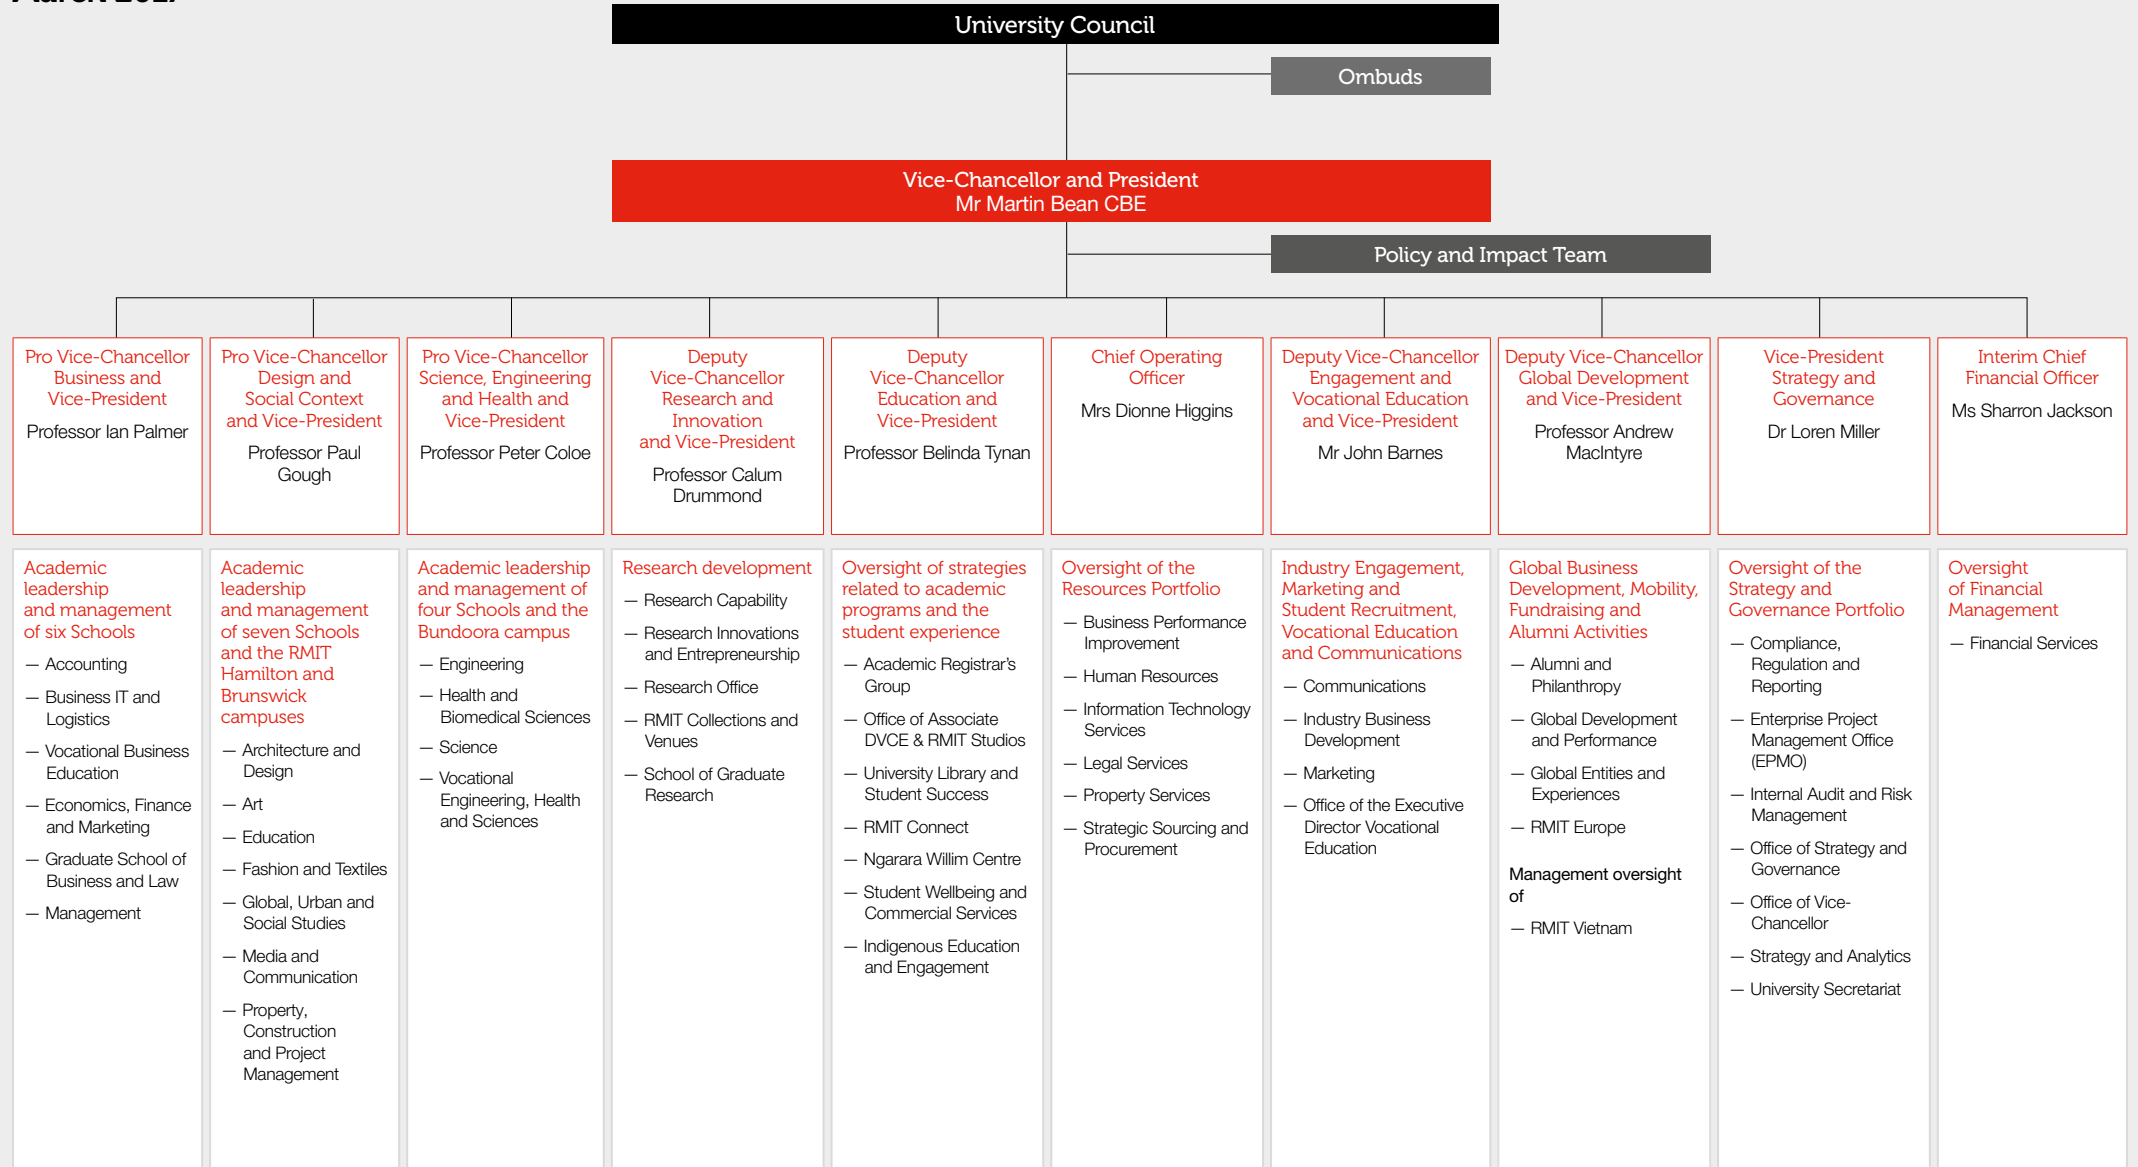 University Council
Ombuds
Vice-Chancellor and President
Mr Martin Bean CBE
Policy and Impact Team
Pro Vice-Chancellor
Business and
Vice-President
Professor Ian Palmer
Academic
leadership
and management
of six Schools
— Accounting
— Business IT and
Logistics
— Vocational Business
Education
— Economics, Finance
and Marketing
— Graduate School of
Business and Law
— Management
Pro Vice-Chancellor
Design and
Social Context
and Vice-President
Professor Paul
Gough
Academic
leadership
and management
of seven Schools
and the RMIT
Hamilton and
Brunswick
campuses
— Architecture and
Design
— Art
— Education
— Fashion and Textiles
— Global, Urban and
Social Studies
— Media and
Communication
— Property,
Construction
and Project
Management
Pro Vice-Chancellor
Science, Engineering
and Health and
Vice-President
Professor Peter Coloe
Academic leadership
and management of
four Schools and the
Bundoora campus
— Engineering
— Health and
Biomedical Sciences
— Science
— Vocational
Engineering, Health
and Sciences
Deputy
Vice-Chancellor
Research and
Innovation
and Vice-President
Professor Calum
Drummond
Research development
— Research Capability
— Research Innovations
and Entrepreneurship
— Research Office
— RMIT Collections and
Venues
— School of Graduate
Research
Deputy
Vice-Chancellor
Education and
Vice-President
Professor Belinda Tynan
Oversight of strategies
related to academic
programs and the
student experience
— Academic Registrar's
Group
— Office of Associate
DVCE & RMIT Studios
— University Library and
Student Success
— RMIT Connect
— Ngarara Willim Centre
— Student Wellbeing and
Commercial Services
— Indigenous Education
and Engagement
Chief Operating
Officer
Mrs Dionne Higgins
Oversight of the
Resources Portfolio
— Business Performance
Improvement
— Human Resources
— Information Technology
Services
— Legal Services
— Property Services
— Strategic Sourcing and
Procurement
Deputy Vice-Chancellor
Engagement and
Vocational Education
and Vice-President
Mr John Barnes
Industry Engagement,
Marketing and
Student Recruitment,
Vocational Education
and Communications
— Communications
— Industry Business
Development
— Marketing
— Office of the Executive
Director Vocational
Education
Deputy Vice-Chancellor
Global Development
and Vice-President
Professor Andrew
MacIntyre
Global Business
Development, Mobility,
Fundraising and
Alumni Activities
— Alumni and
Philanthropy
— Global Development
and Performance
— Global Entities and
Experiences
— RMIT Europe
Management oversight
of
— RMIT Vietnam
Vice-President
Strategy and
Governance
Dr Loren Miller
Oversight of the
Strategy and
Governance Portfolio
— Compliance,
Regulation and
Reporting
— Enterprise Project
Management Office
(EPMO)
— Internal Audit and Risk
Management
— Office of Strategy and
Governance
— Office of Vice-
Chancellor
— Strategy and Analytics
— University Secretariat
Interim Chief
Financial Officer
Ms Sharron Jackson
Oversight
of Financial
Management
— Financial Services